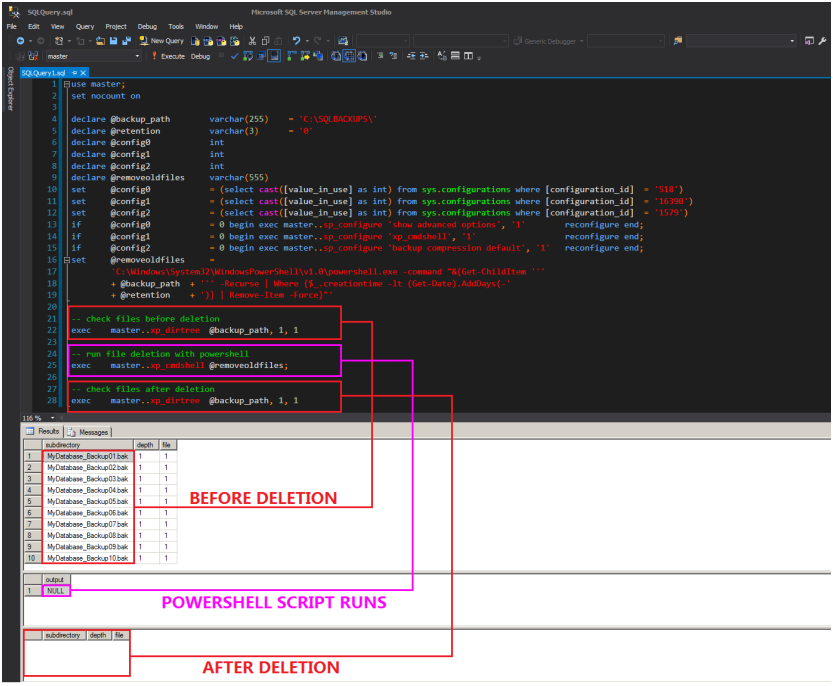 SQLQuery.sql Microsoft SQL Server Management Studio
File Edit View Query Project Debug Tools Window Help
New Query
Generic Debugger
master Execute Debug
Object Explorer
SQLQuery1.sql
1 use master;
2 set nocount on
3
4 declare @backup_path varchar(255) = 'C:\SQLBACKUPS\'
5 declare @retention varchar(3) = '0'
6 declare @config0 int
7 declare @config1 int
8 declare @config2 int
9 declare @removeoldfiles varchar(555)
10 set @config0 = (select cast([value_in_use] as int) from sys.configurations where [configuration_id] = '518')
11 set @config1 = (select cast([value_in_use] as int) from sys.configurations where [configuration_id] = '16390')
12 set @config2 = (select cast([value_in_use] as int) from sys.configurations where [configuration_id] = '1579')
13 if @config0 = 0 begin exec master..sp_configure 'show advanced options', '1' reconfigure end;
14 if @config1 = 0 begin exec master..sp_configure 'xp_cmdshell', '1' reconfigure end;
15 if @config2 = 0 begin exec master..sp_configure 'backup compression default', '1' reconfigure end;
16 set @removeoldfiles =
17 'C:\Windows\System32\WindowsPowerShell\v1.0\powershell.exe -command "&{Get-ChildItem '''
18 + @backup_path + ''' -Recurse | Where {$_.creationtime -lt (Get-Date).AddDays(-'
19 + @retention + ')} | Remove-Item -Force}"'
20
21 -- check files before deletion
22 exec master..xp_dirtree @backup_path, 1, 1
23
24 -- run file deletion with powershell
25 exec master..xp_cmdshell @removeoldfiles;
26
27 -- check files after deletion
28 exec master..xp_dirtree @backup_path, 1, 1
116 %
Results Messages
subdirectory depth file
1 MyDatabase_Backup01.bak 1 1
2 MyDatabase_Backup02.bak 1 1
3 MyDatabase_Backup03.bak 1 1
4 MyDatabase_Backup04.bak 1 1
5 MyDatabase_Backup05.bak 1 1
6 MyDatabase_Backup06.bak 1 1
7 MyDatabase_Backup07.bak 1 1
8 MyDatabase_Backup08.bak 1 1
9 MyDatabase_Backup09.bak 1 1
10 MyDatabase_Backup10.bak 1 1
BEFORE DELETION
output
1 NULL
POWERSHELL SCRIPT RUNS
subdirectory depth file
AFTER DELETION